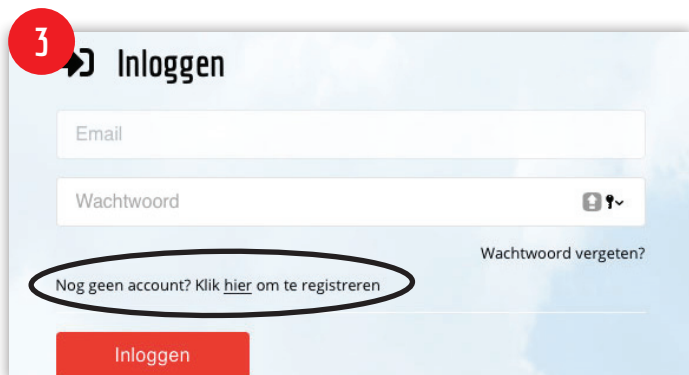 3
Inloggen
Email
Wachtwoord
Wachtwoord vergeten?
Nog geen account? Klik hier om te registreren
Inloggen